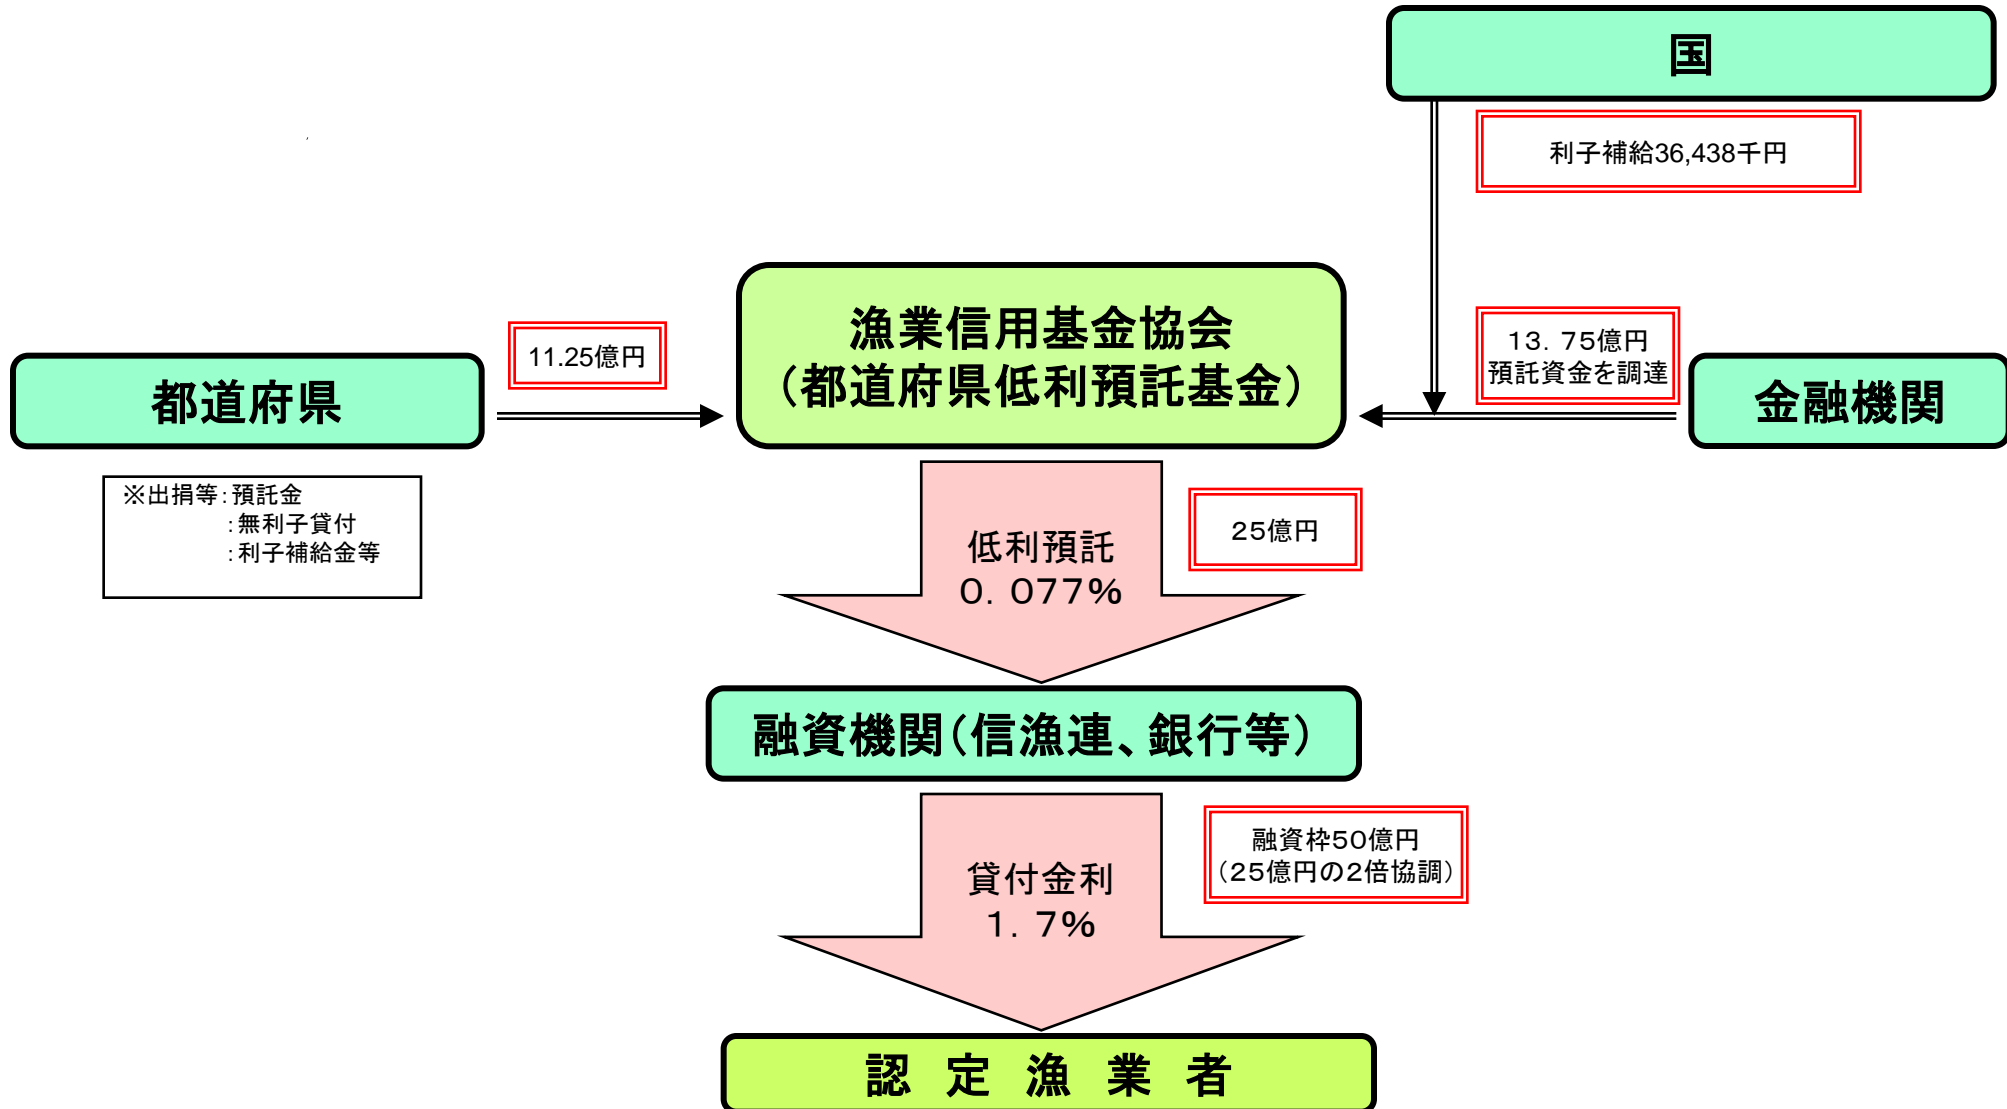 国
利子補給36,438千円
漁業信用基金協会
（都道府県低利預託基金）
11.25億円
13．75億円
預託資金を調達
都道府県
金融機関
※出捐等：預託金
：無利子貸付
：利子補給金等
25億円
低利預託
0．077%
融資機関（信漁連、銀行等）
融資枠50億円
（25億円の2倍協調）
貸付金利
1．7%
認　定　漁　業　者